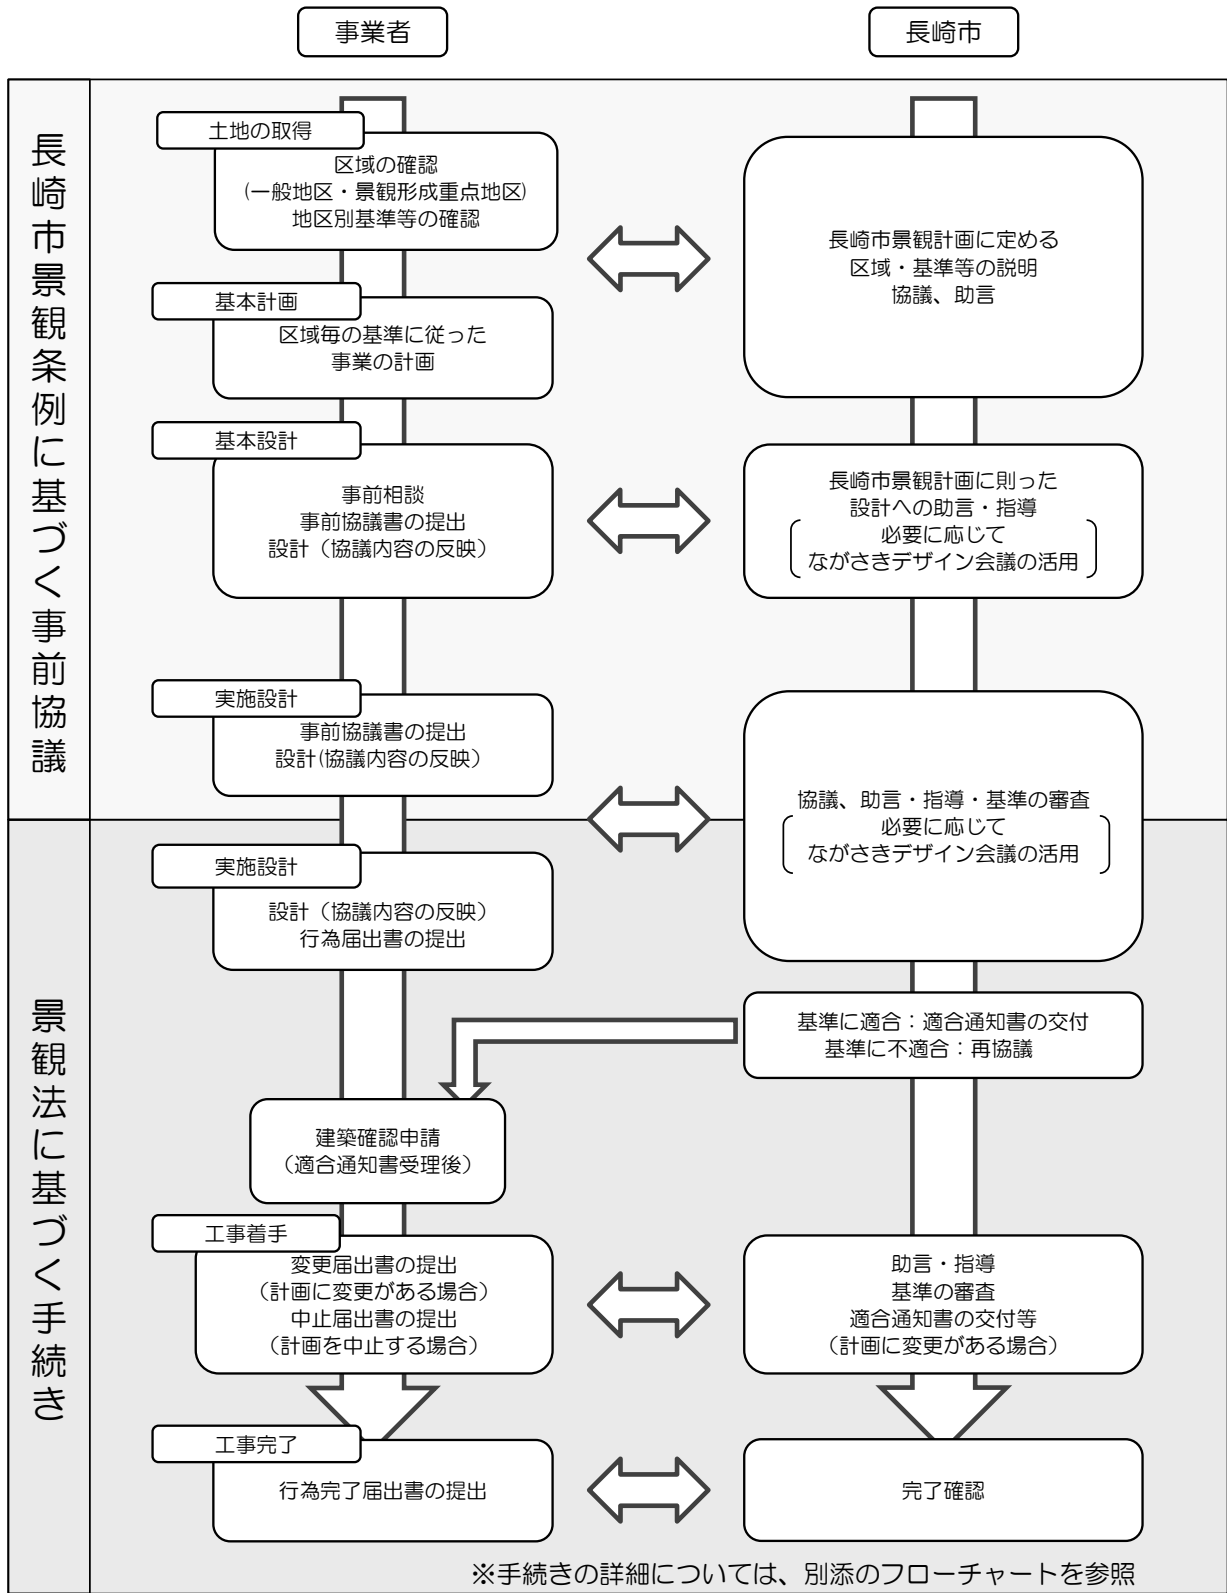 事業者
長崎市
長崎市景観条例に基づく事前協議
土地の取得
区域の確認
(一般地区・景観形成重点地区)
地区別基準等の確認
長崎市景観計画に定める
区域・基準等の説明
協議、助言
基本計画
区域毎の基準に従った
事業の計画
基本設計
事前相談
事前協議書の提出
設計（協議内容の反映）
長崎市景観計画に則った
設計への助言・指導
必要に応じて
ながさきデザイン会議の活用
実施設計
事前協議書の提出
設計(協議内容の反映）
協議、助言・指導・基準の審査
必要に応じて
ながさきデザイン会議の活用
景観法に基づく手続き
実施設計
設計（協議内容の反映）
行為届出書の提出
基準に適合：適合通知書の交付
基準に不適合：再協議
建築確認申請
（適合通知書受理後）
工事着手
変更届出書の提出
（計画に変更がある場合）
中止届出書の提出
（計画を中止する場合）
助言・指導
基準の審査
適合通知書の交付等
（計画に変更がある場合）
工事完了
行為完了届出書の提出
完了確認
※手続きの詳細については、別添のフローチャートを参照